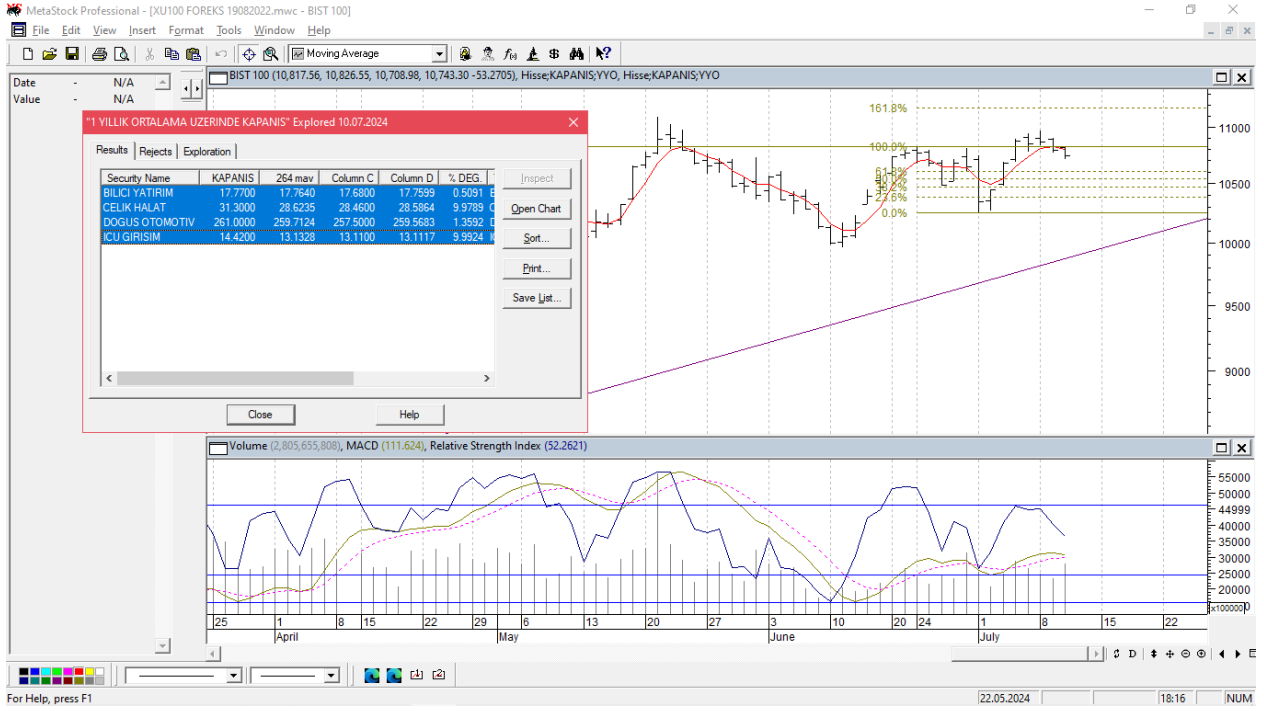 MetaStock Professional - [XU100 FOREKS 19082022.mwc - BIST 100]
File Edit View Insert Format Tools Window Help
Moving Average
Date - N/A
Value - N/A
BIST 100 (10,817.56, 10,826.55, 10,708.98, 10,743.30 -53.2705), Hisse;KAPANIS;YYO, Hisse;KAPANIS;YYO
"1 YILLIK ORTALAMA UZERINDE KAPANIS" Explored 10.07.2024
Results Rejects Exploration
Security Name KAPANIS 264 mav Column C Column D % DEG.
BILICI YATIRIM 17.7700 17.7640 17.6800 17.7599 0.5091
CELIK HALAT 31.3000 28.6235 28.4600 28.5864 9.9789
DOGUS OTOMOTIV 261.0000 259.7124 257.5000 259.5683 1.3592
ICU GIRISIM 14.4200 13.1328 13.1100 13.1117 9.9924
Inspect
Open Chart
Sort...
Print...
Save List...
Close Help
161.8%
100.0%
61.8%
38.2%
23.6%
0.0%
11000
10500
10000
9500
9000
Volume (2,805,655,808), MACD (111.624), Relative Strength Index (52.2621)
55000
50000
44999
40000
35000
30000
25000
20000
x100000
25 1 8 15 22 29 6 13 20 27 3 10 20 24 1 8 15 22
April May June July
D
For Help, press F1
22.05.2024 18:16 NUM